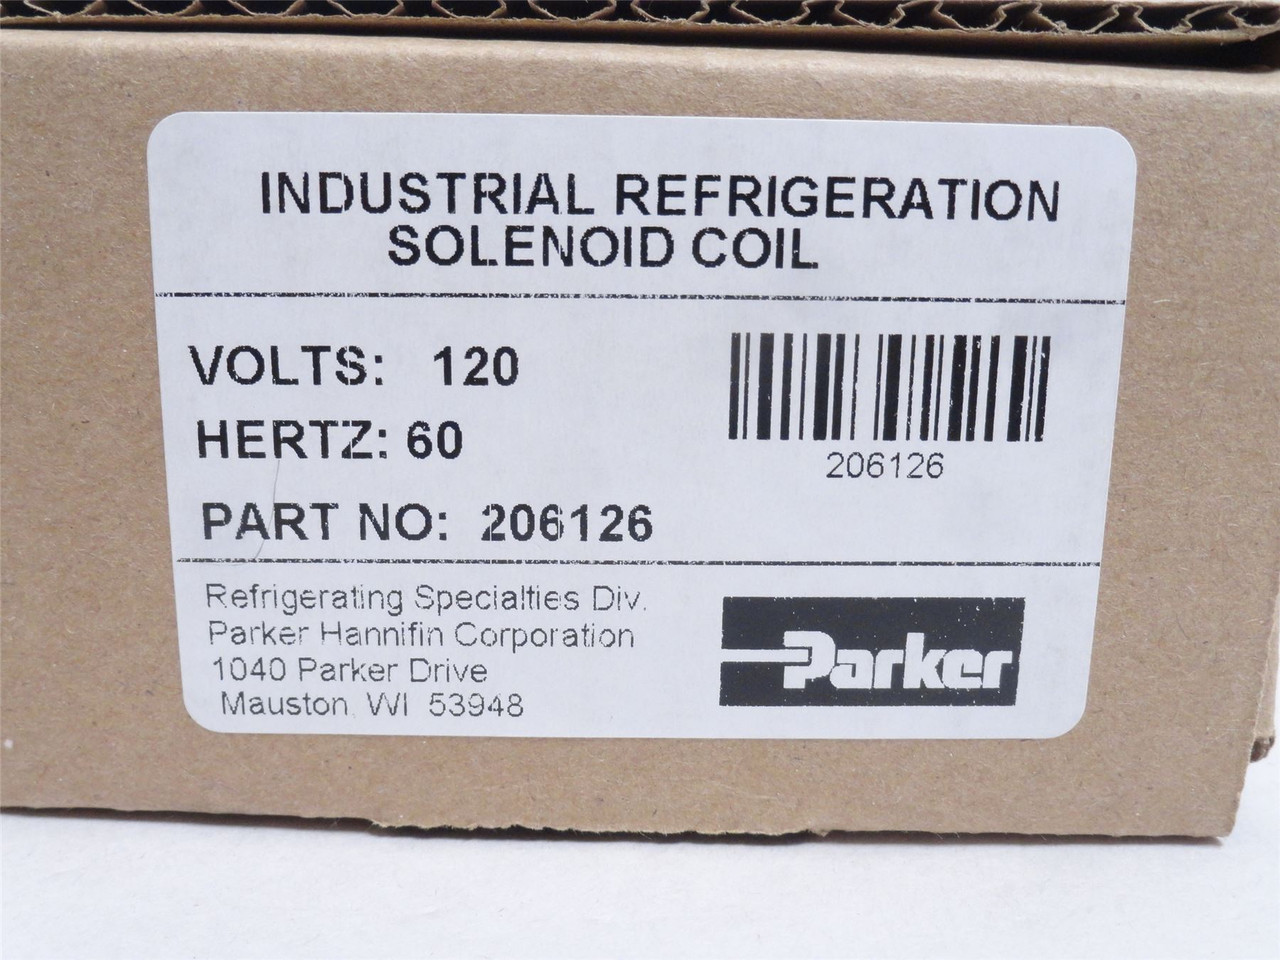 INDUSTRIAL REFRIGERATION
SOLENOID COIL
VOLTS: 120
HERTZ: 60
PART NO: 206126
206126
Refrigerating Specialties Div.
Parker Hannifin Corporation
1040 Parker Drive
Mauston, WI 53948
Parker